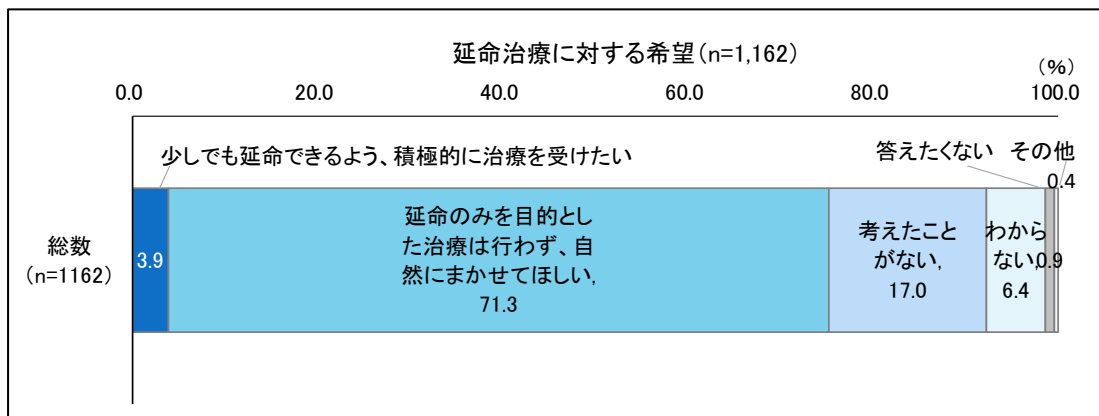 延命治療に対する希望(n=1,162)
(%)
0.0 20.0 40.0 60.0 80.0 100.0
少しでも延命できるよう、積極的に治療を受けたい
答えたくない その他
0.4
総数
(n=1162)
3.9
延命のみを目的とし
た治療は行わず、自
然にまかせてほしい,
71.3
考えたこと
がない,
17.0
わから
ない,
6.4
0.9